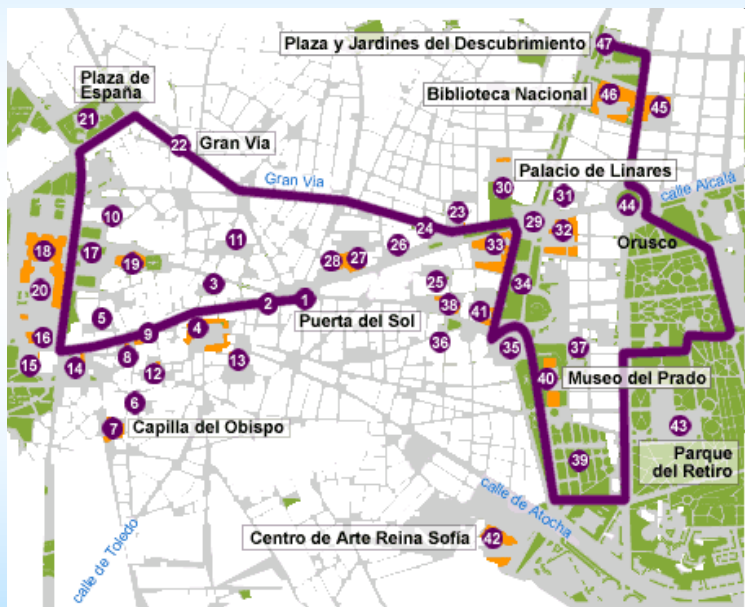 Plaza y Jardines del Descubrimiento
47
Plaza de
España
21
Biblioteca Nacional
46
45
22
Gran Via
Gran Vía
Palacio de Linares
calle Alcalá
30
31
44
10
23
29
32
24
11
26
33
Orusco
18
17
19
28
27
20
3
25
34
2
1
38
41
5
Puerta del Sol
16
9
4
36
35
37
15
14
8
12
13
40
Museo del Prado
6
7
Capilla del Obispo
43
39
Parque
del Retiro
calle de Atocha
Centro de Arte Reina Sofía
42
calle de Toledo